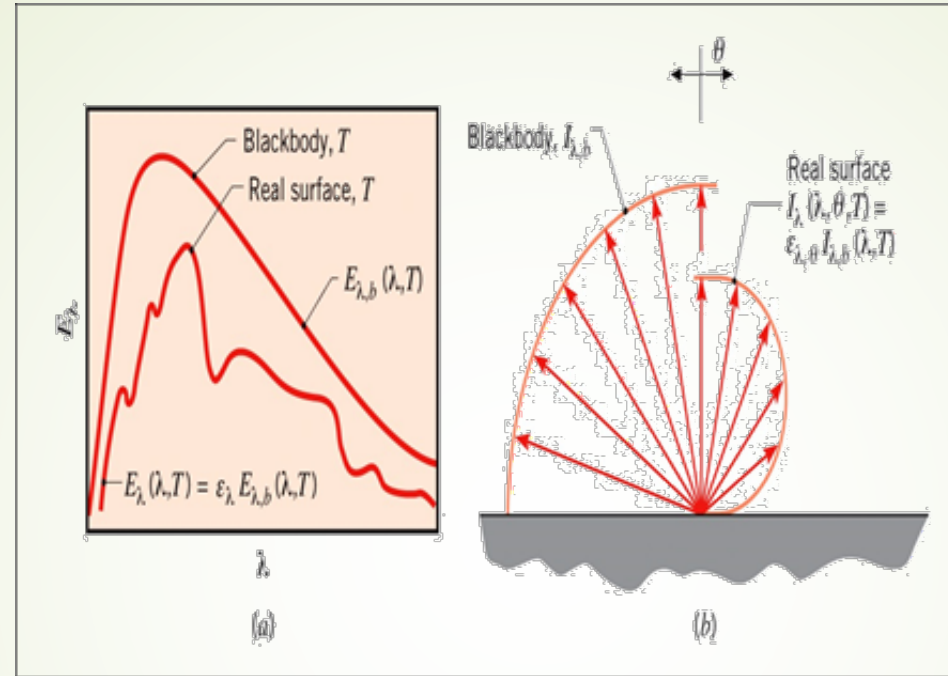 Blackbody, T
Real surface, T
E_λ,b (λ,T)
E_λ
E_λ (λ,T) = ε_λ E_λ,b (λ,T)
λ
(a)
θ
Blackbody, I_λ,b
Real surface
I_λ (λ,θ,T) =
ε_λ,θ I_λ,b (λ,T)
(b)